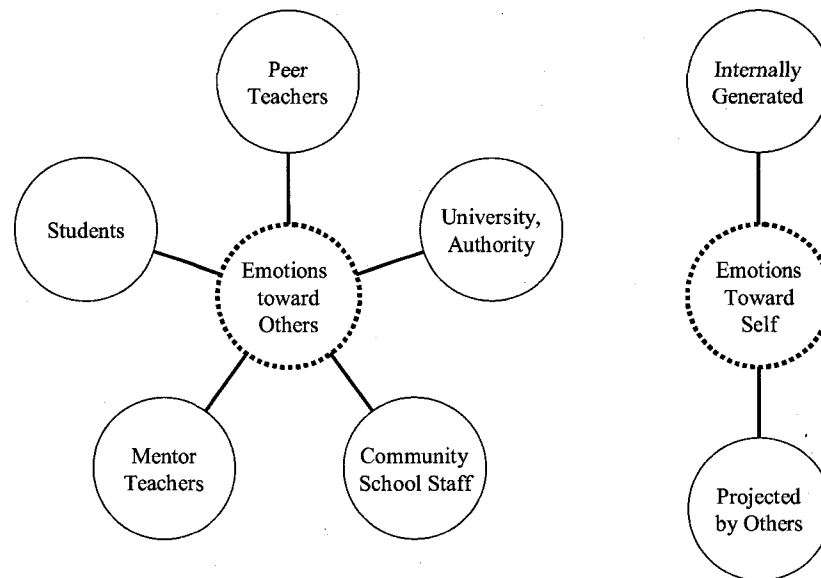 Peer
Teachers
Internally
Generated
Students
University,
Authority
Emotions
toward
Others
Emotions
Toward
Self
Mentor
Teachers
Community
School Staff
Projected
by Others